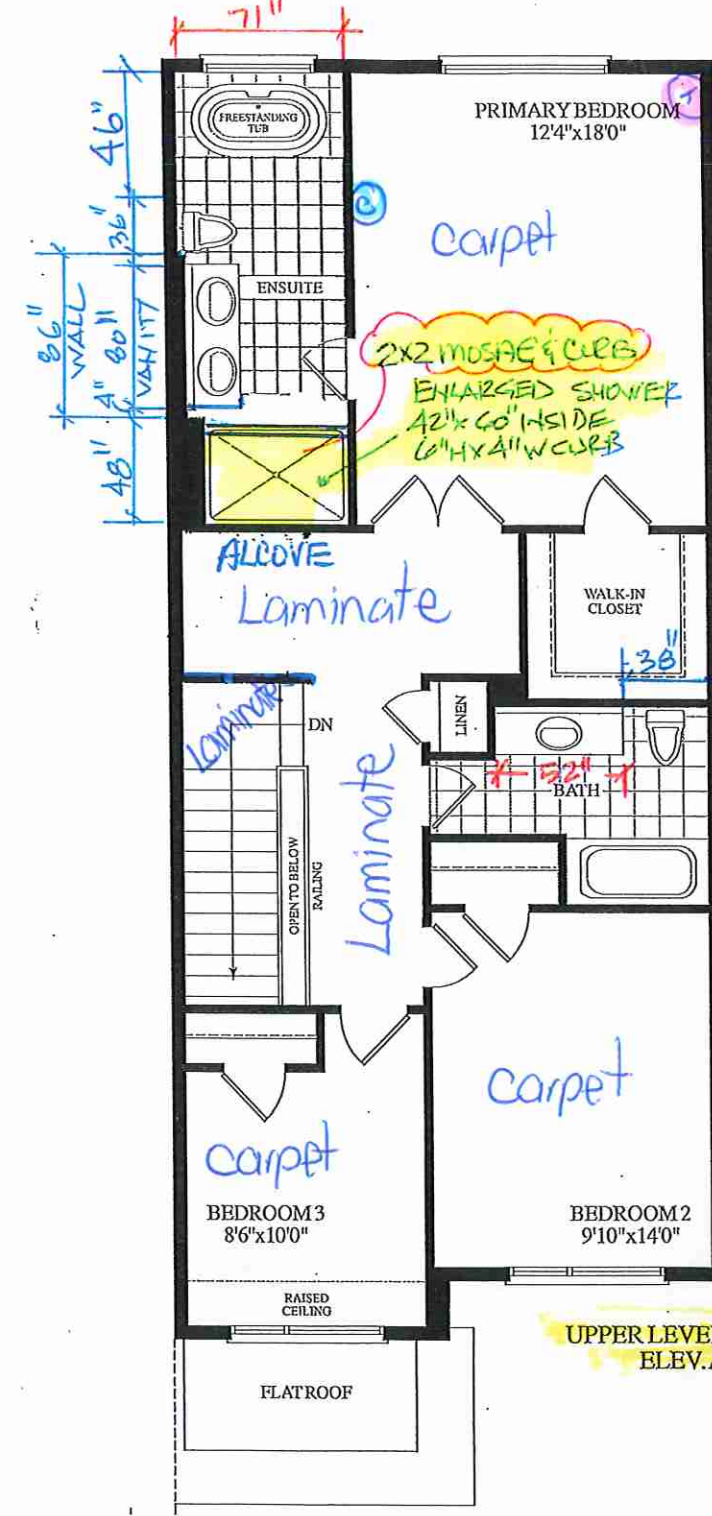 71"
46"
FREESTANDING
TUB
PRIMARY BEDROOM
12'4"x18'0"
T
C
36"
carpet
ENSUITE
86"
WALL
4" 80"
VANITY
2x2 MOSAIC & CURB
ENLARGED SHOWER
42"x60" INSIDE
6"H X 4"W CURB
48"
ALCOVE
Laminate
WALK-IN
CLOSET
38"
Laminate
DN
LINEN
52"
BATH
Laminate
OPEN TO BELOW
RAILING
carpet
carpet
BEDROOM 3
8'6"x10'0"
BEDROOM 2
9'10"x14'0"
RAISED
CEILING
UPPER LEVE
ELEV.
FLAT ROOF